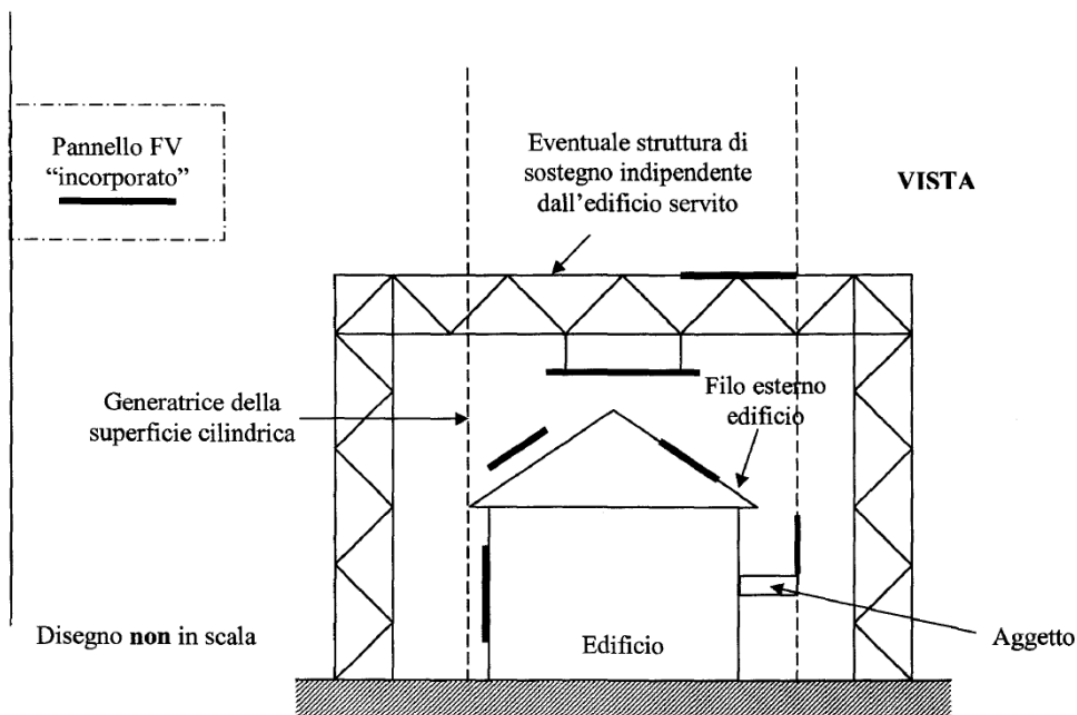 Pannello FV
“incorporato”
Eventuale struttura di
sostegno indipendente
dall’edificio servito
VISTA
Generatrice della
superficie cilindrica
Filo esterno
edificio
Disegno non in scala
Edificio
Aggetto